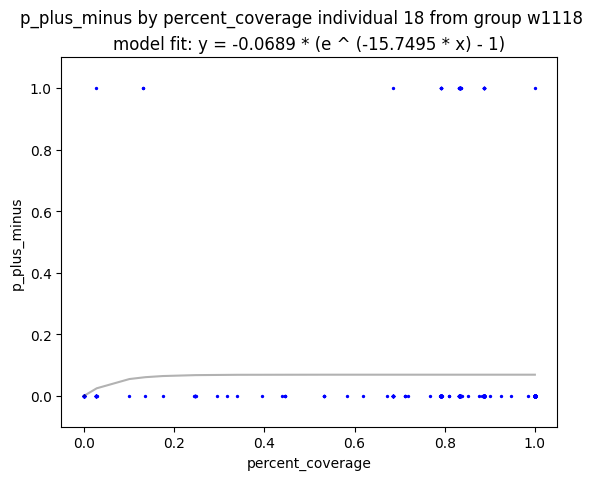 p_plus_minus by percent_coverage individual 18 from group w1118
model fit: y = -0.0689 * (e ^ (-15.7495 * x) - 1)
1.0
0.8
0.6
0.4
0.2
0.0
p_plus_minus
0.0 0.2 0.4 0.6 0.8 1.0
percent_coverage